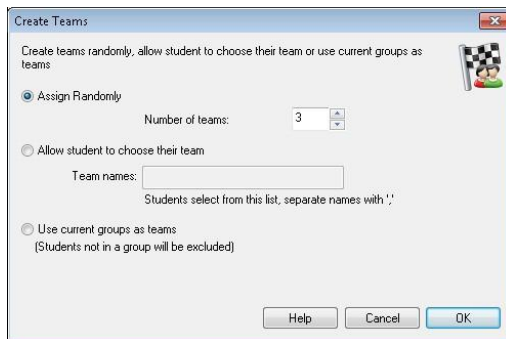 Create Teams
Create teams randomly, allow student to choose their team or use current groups as
teams
Assign Randomly
Number of teams: 3
Allow student to choose their team
Team names:
Students select from this list, separate names with ','
Use current groups as teams
(Students not in a group will be excluded)
Help Cancel OK